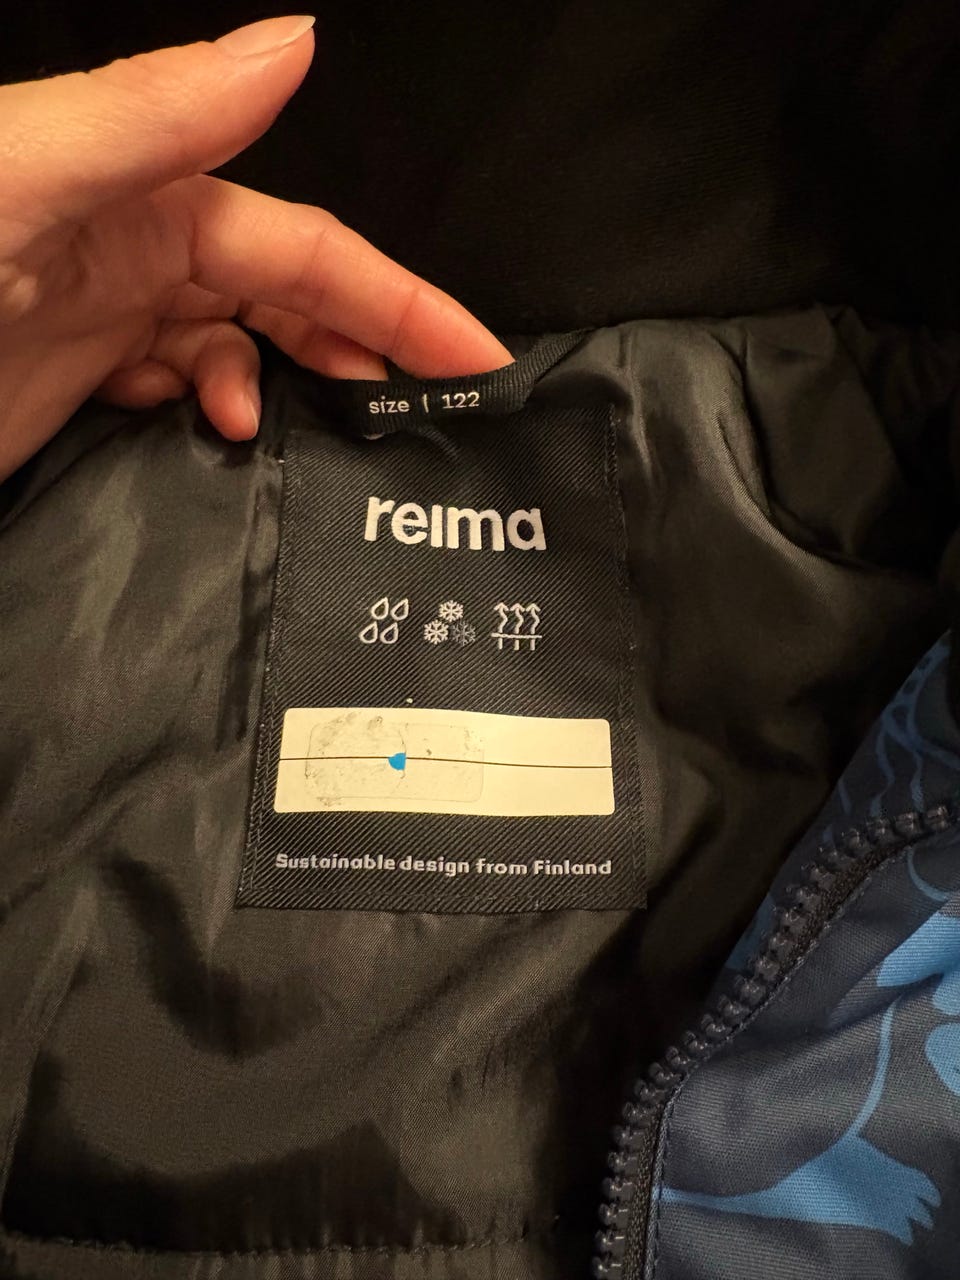 size | 122
reima
Sustainable design from Finland